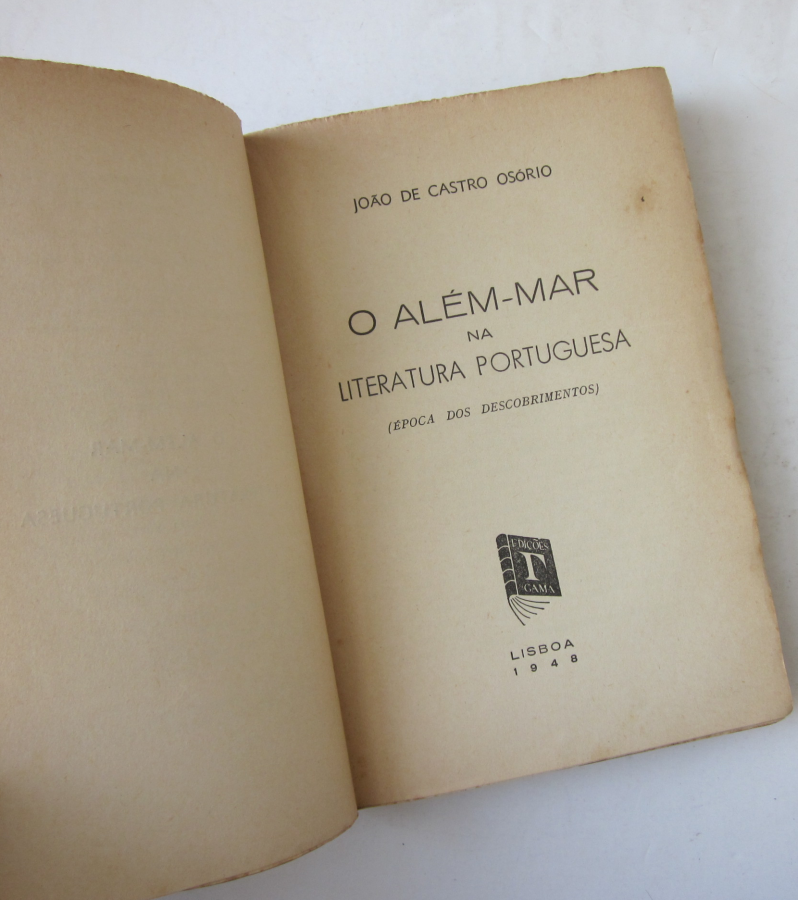 JOÃO DE CASTRO OSÓRIO
O ALÉM-MAR
NA
LITERATURA PORTUGUESA
(ÉPOCA DOS DESCOBRIMENTOS)
EDIÇÕES
Γ
GAMA
LISBOA
1948